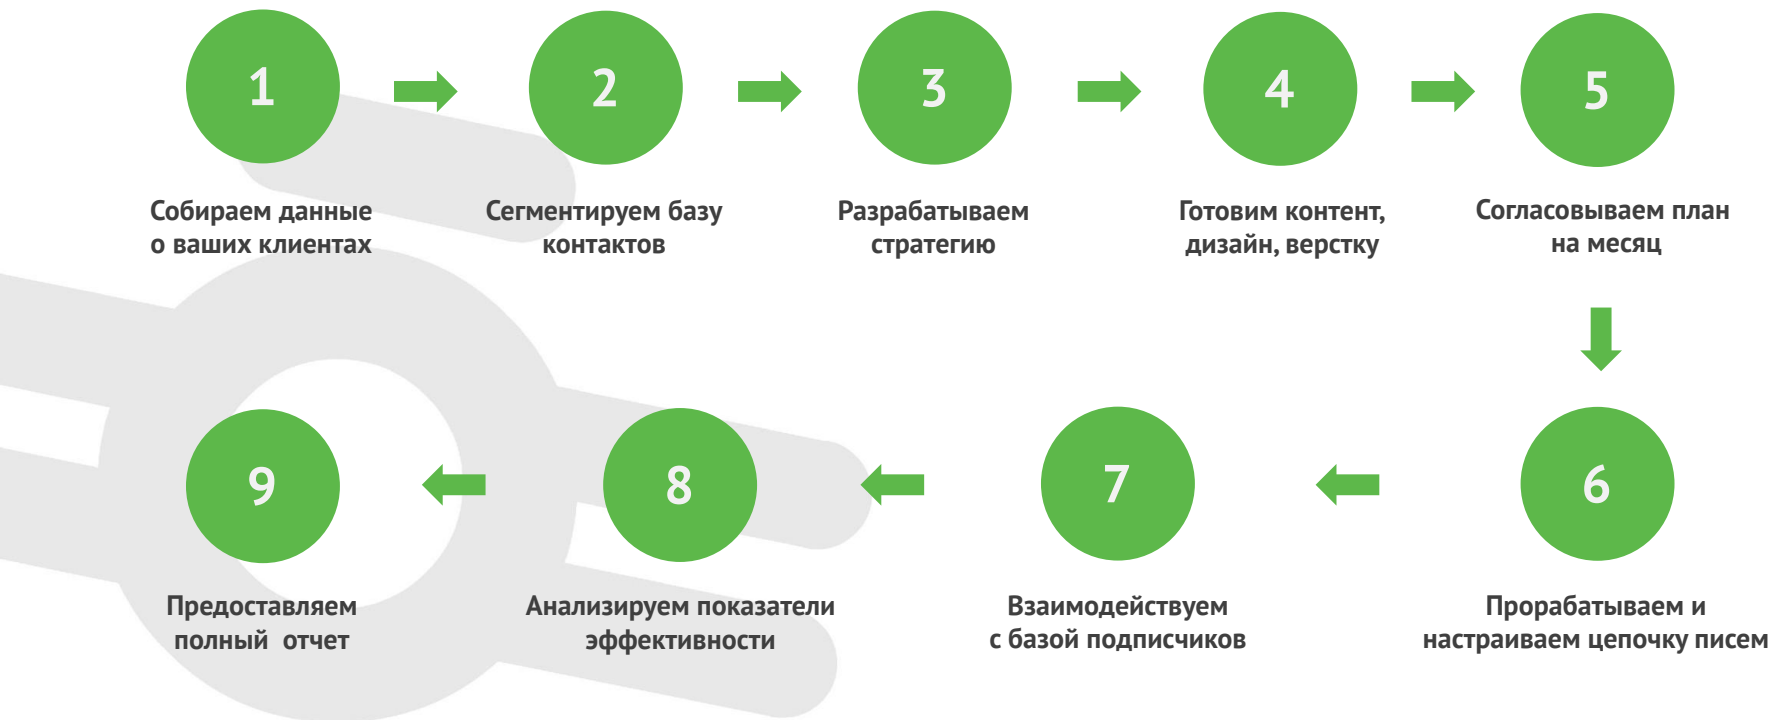 1
2
3
4
5
Собираем данные
о ваших клиентах
Сегментируем базу
контактов
Разрабатываем
стратегию
Готовим контент,
дизайн, верстку
Согласовываем план
на месяц
6
7
8
9
Прорабатываем и
настраиваем цепочку писем
Взаимодействуем
с базой подписчиков
Анализируем показатели
эффективности
Предоставляем
полный  отчет